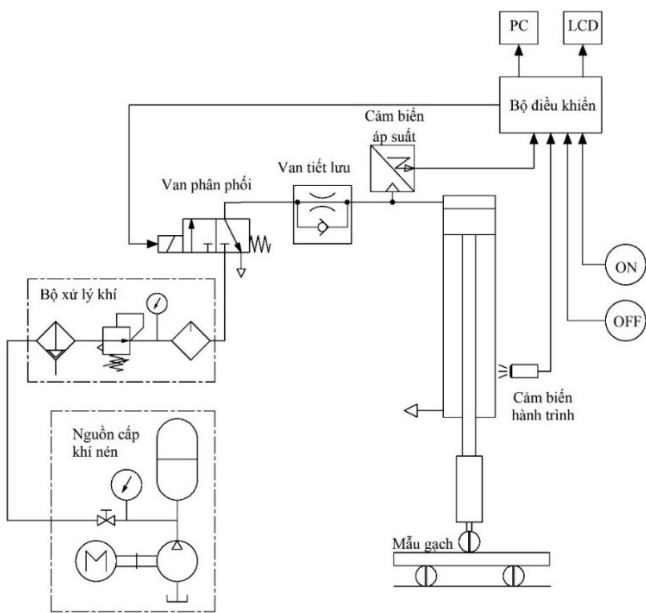 PC
LCD
Bộ điều khiển
Cảm biến
áp suất
Van tiết lưu
Van phân phối
ON
OFF
Bộ xử lý khí
Cảm biến
hành trình
Nguồn cấp
khí nén
M
Mẫu gạch